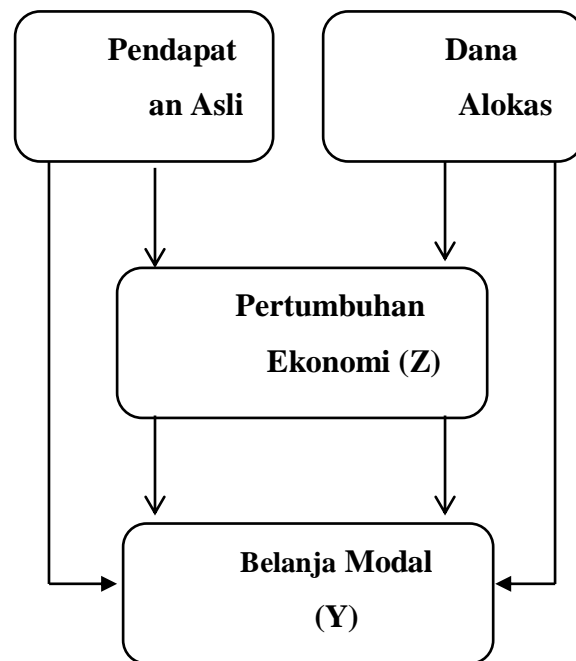 Pendapat
an Asli
Dana
Alokas
Pertumbuhan
Ekonomi (Z)
Belanja Modal
(Y)